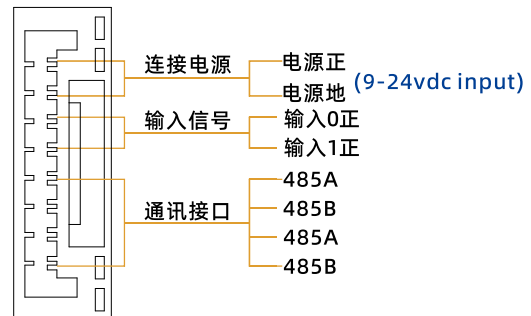 连接电源
电源正
电源地
(9-24vdc input)
输入信号
输入0正
输入1正
通讯接口
485A
485B
485A
485B